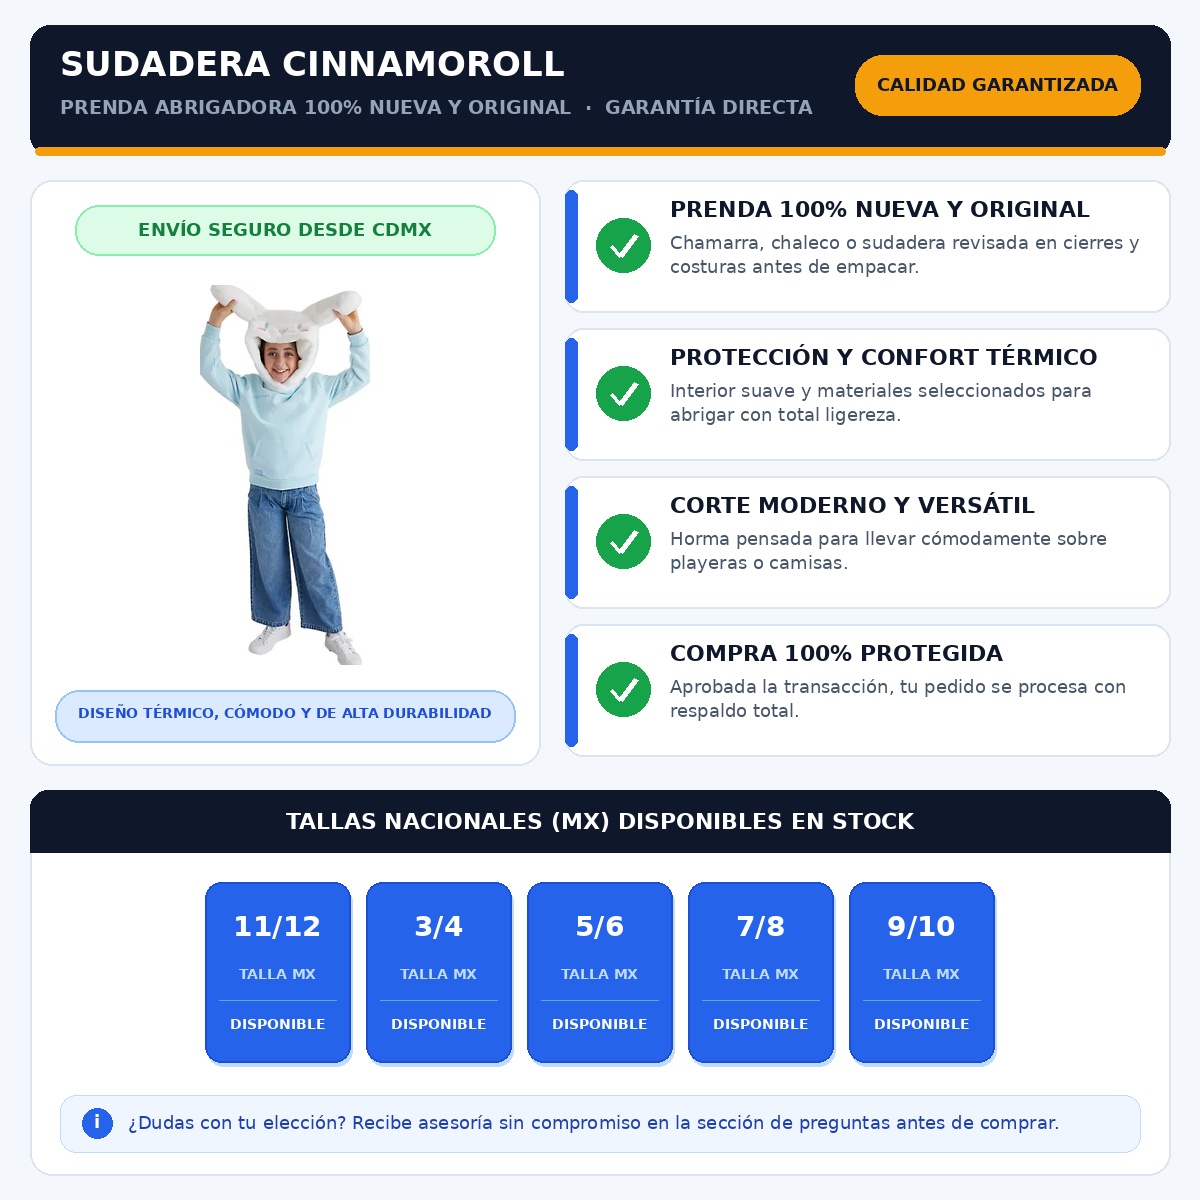 SUDADERA CINNAMOROLL
PRENDA ABRIGADORA 100% NUEVA Y ORIGINAL · GARANTÍA DIRECTA
CALIDAD GARANTIZADA
ENVÍO SEGURO DESDE CDMX
DISEÑO TÉRMICO, CÓMODO Y DE ALTA DURABILIDAD
PRENDA 100% NUEVA Y ORIGINAL
Chamarra, chaleco o sudadera revisada en cierres y
costuras antes de empacar.
PROTECCIÓN Y CONFORT TÉRMICO
Interior suave y materiales seleccionados para
abrigar con total ligereza.
CORTE MODERNO Y VERSÁTIL
Horma pensada para llevar cómodamente sobre
playeras o camisas.
COMPRA 100% PROTEGIDA
Aprobada la transacción, tu pedido se procesa con
respaldo total.
TALLAS NACIONALES (MX) DISPONIBLES EN STOCK
11/12
TALLA MX
DISPONIBLE
3/4
TALLA MX
DISPONIBLE
5/6
TALLA MX
DISPONIBLE
7/8
TALLA MX
DISPONIBLE
9/10
TALLA MX
DISPONIBLE
i
¿Dudas con tu elección? Recibe asesoría sin compromiso en la sección de preguntas antes de comprar.